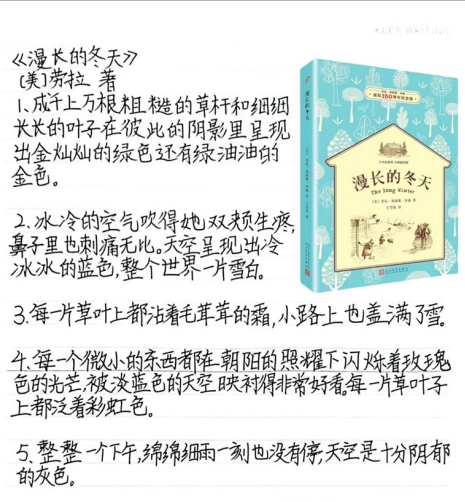 KEEP WRITING
《漫长的冬天》
[美]劳拉 著
1.成千上万根粗糙的草杆和细细
长长的叶子在彼此的阴影里呈现
出金灿灿的绿色还有绿油油的
金色。
漫长的冬天
The Long Winter
2.冰冷的空气吹得她双颊生疼,
鼻子里也刺痛无比。天空呈现出冷
冰冰的蓝色,整个世界一片雪白。
3.每一片草叶上都沾着毛茸茸的霜,小路上也盖满了雪。
4.每一个微小的东西都在朝阳的照耀下闪烁着玫瑰
色的光芒,被淡蓝色的天空映衬得非常好看。每一片草叶子
上都泛着彩虹色。
5、整整一个下午,绵绵细雨一刻也没有停,天空是十分阴郁
的灰色。